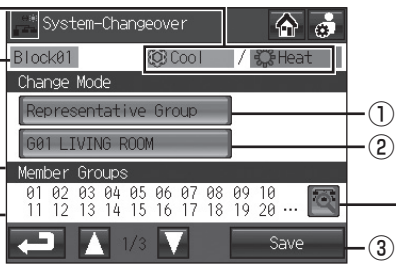 System-Changeover
Block01 Cool / Heat
Change Mode
Representative Group ①
G01 LIVING ROOM ②
Member Groups
01 02 03 04 05 06 07 08 09 10
11 12 13 14 15 16 17 18 19 20 ...
1/3 Save ③